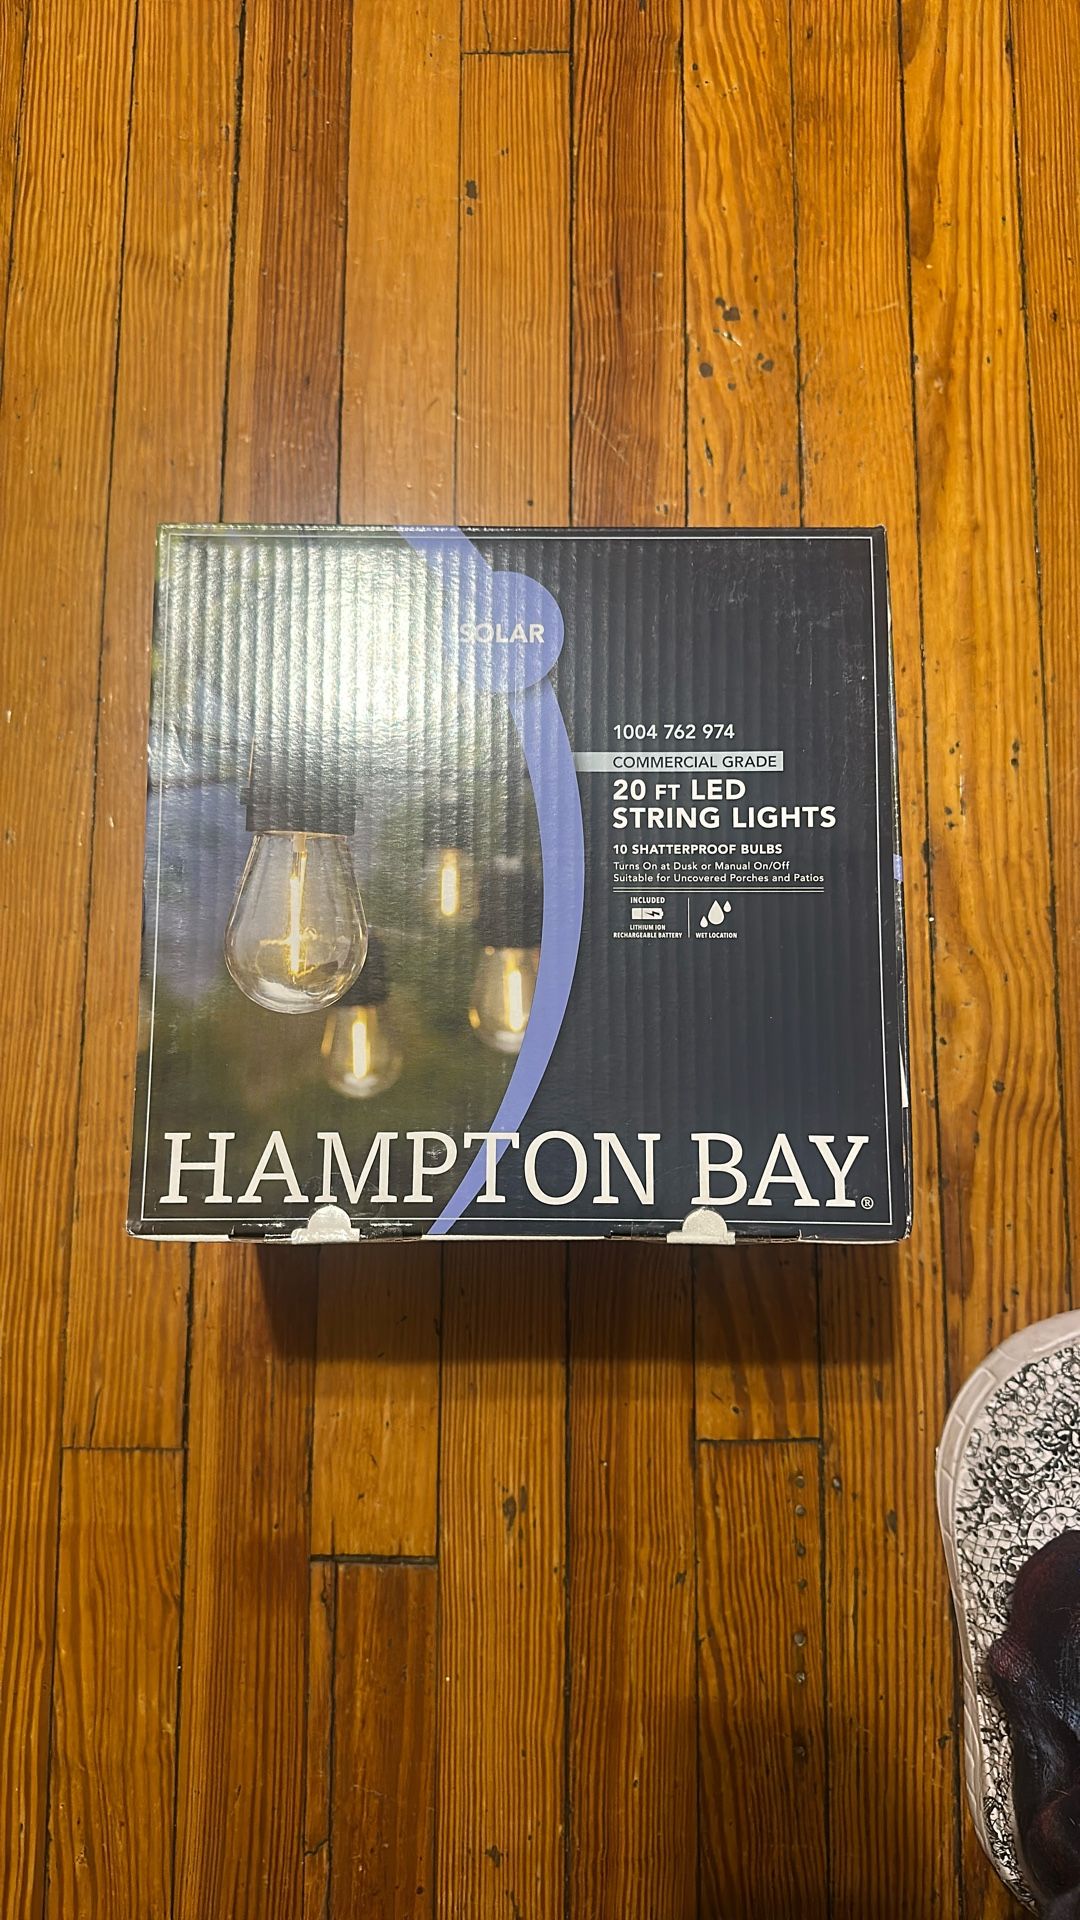 SOLAR
1004 762 974
COMMERCIAL GRADE
20 FT LED
STRING LIGHTS
10 SHATTERPROOF BULBS
Turns On at Dusk or Manual On/Off
Suitable for Uncovered Porches and Patios
INCLUDED
LITHIUM ION
RECHARGEABLE BATTERY
WET LOCATION
HAMPTON BAY®